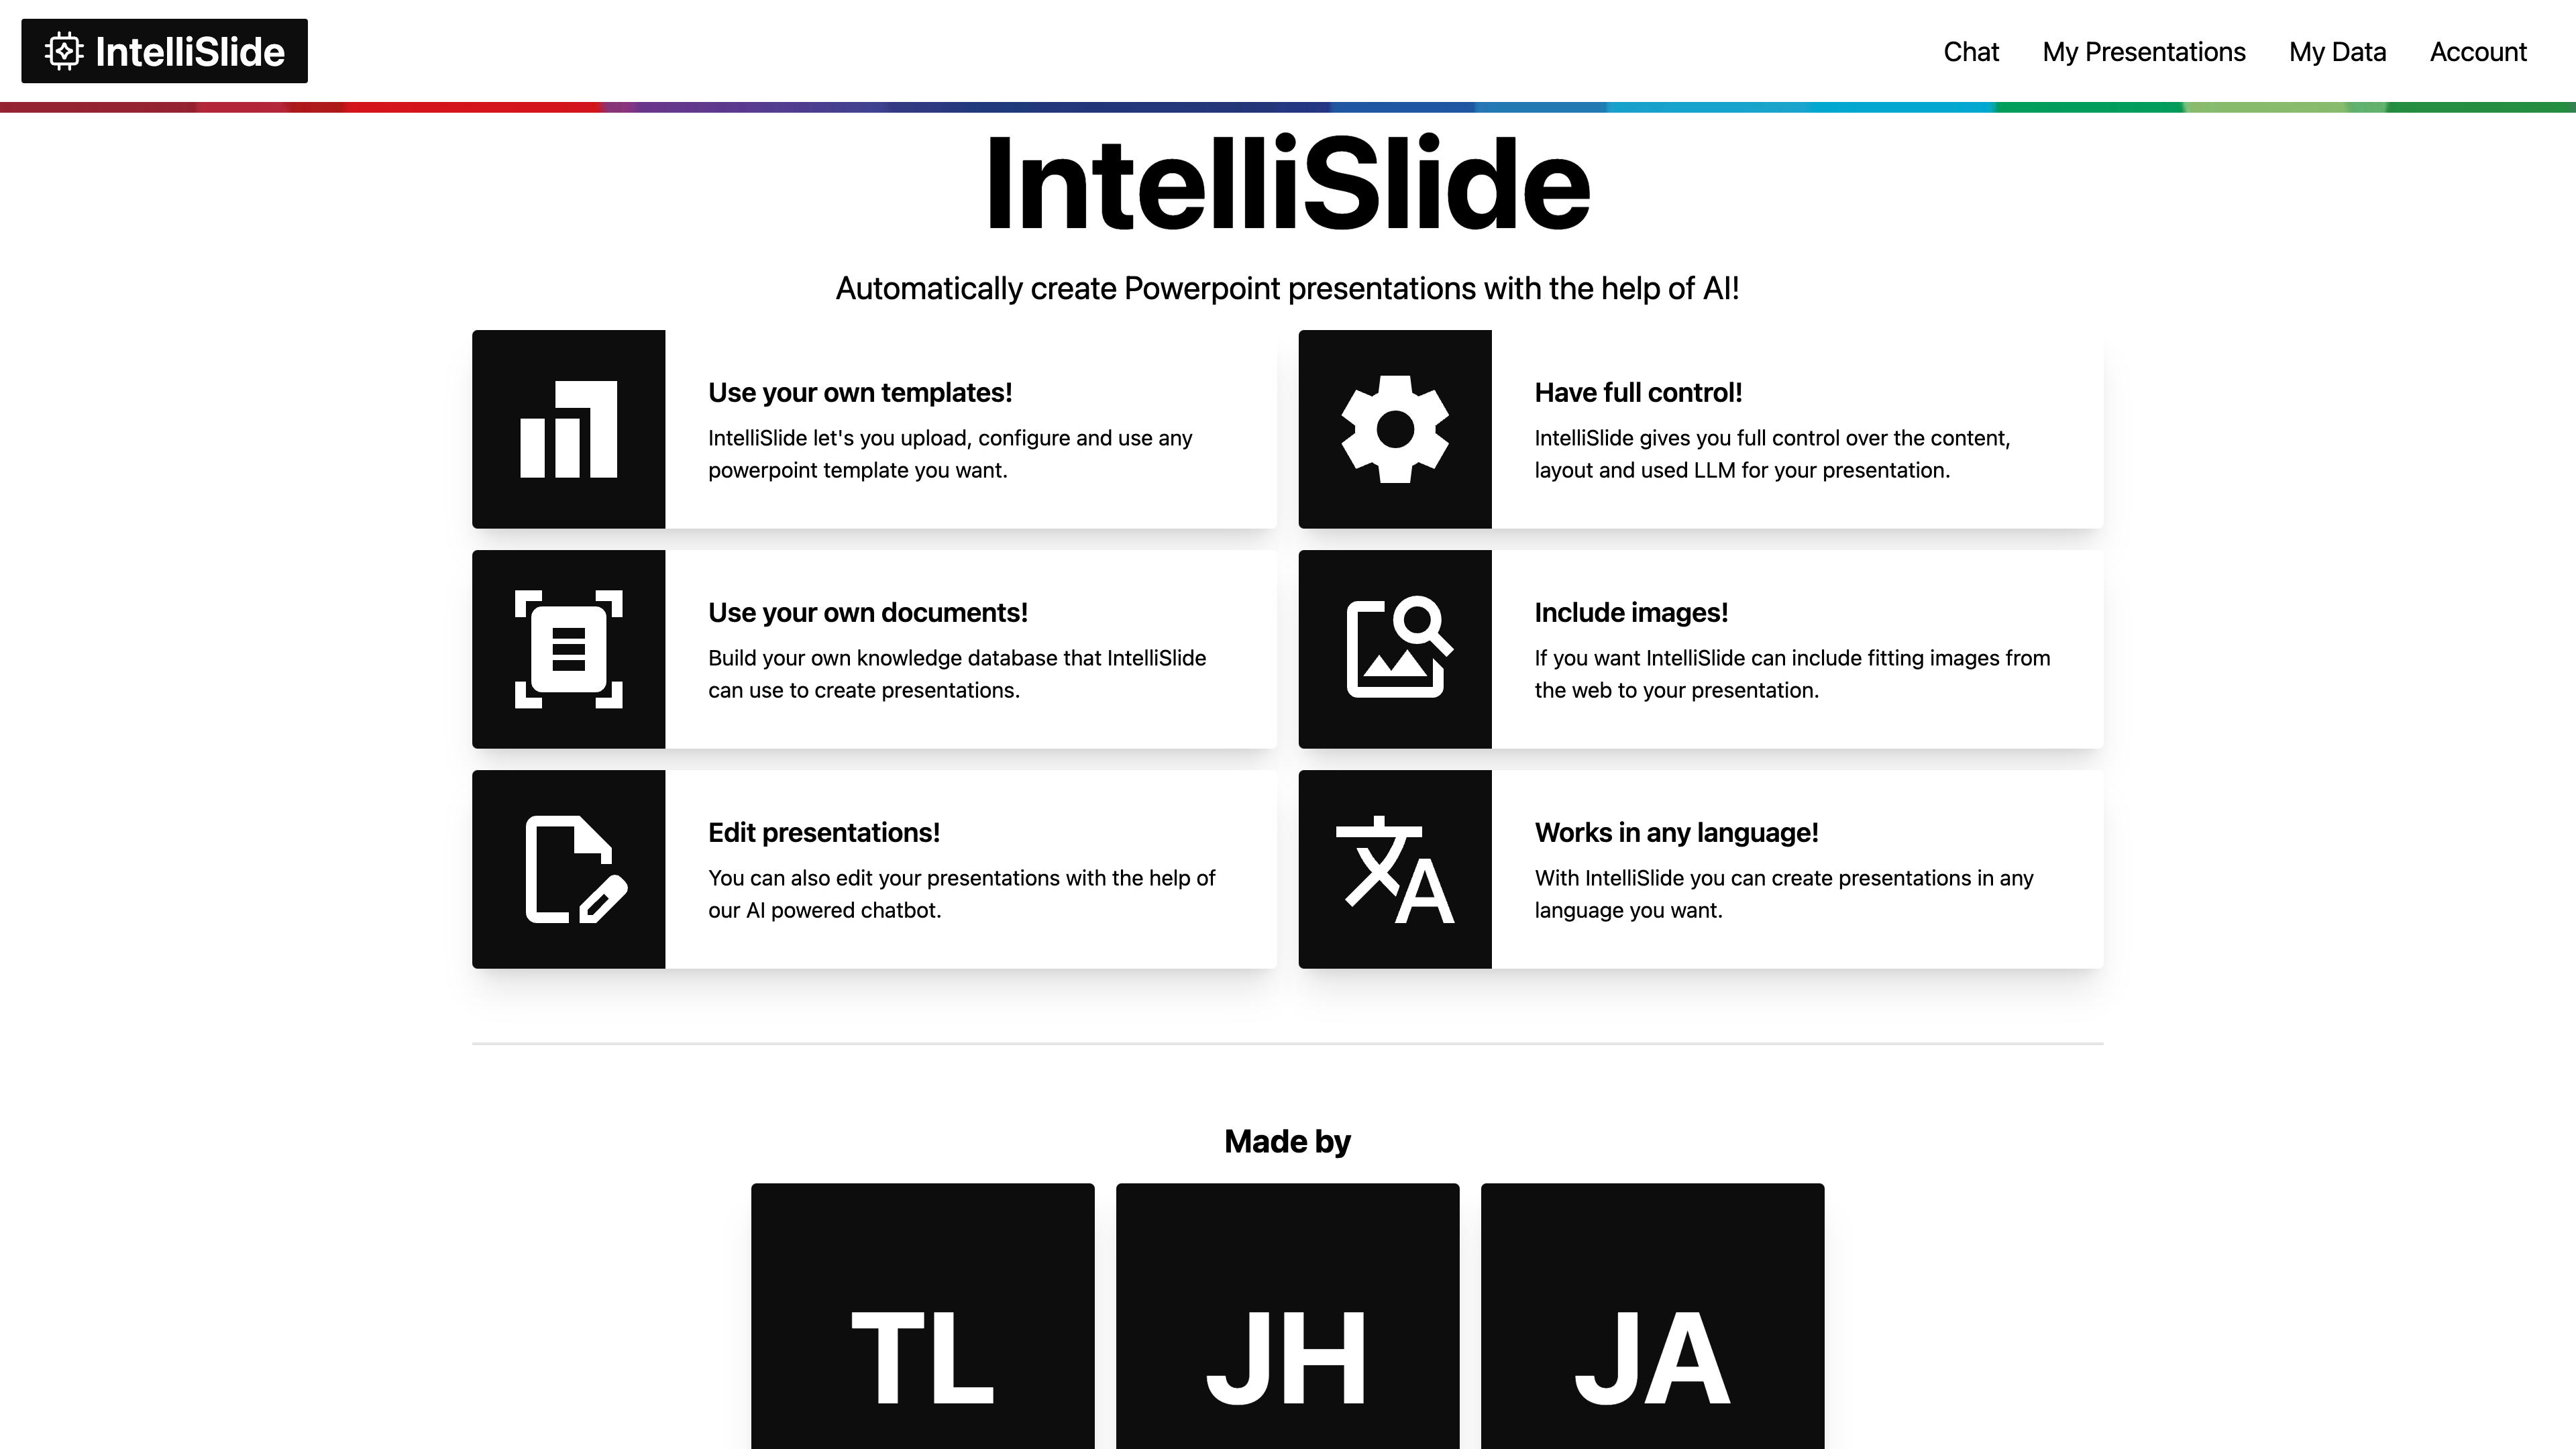 IntelliSlide
Chat
My Presentations
My Data
Account
IntelliSlide
Automatically create Powerpoint presentations with the help of AI!
Use your own templates!
IntelliSlide let's you upload, configure and use any
powerpoint template you want.
Have full control!
IntelliSlide gives you full control over the content,
layout and used LLM for your presentation.
Use your own documents!
Build your own knowledge database that IntelliSlide
can use to create presentations.
Include images!
If you want IntelliSlide can include fitting images from
the web to your presentation.
Edit presentations!
You can also edit your presentations with the help of
our AI powered chatbot.
Works in any language!
With IntelliSlide you can create presentations in any
language you want.
Made by
TL
JH
JA